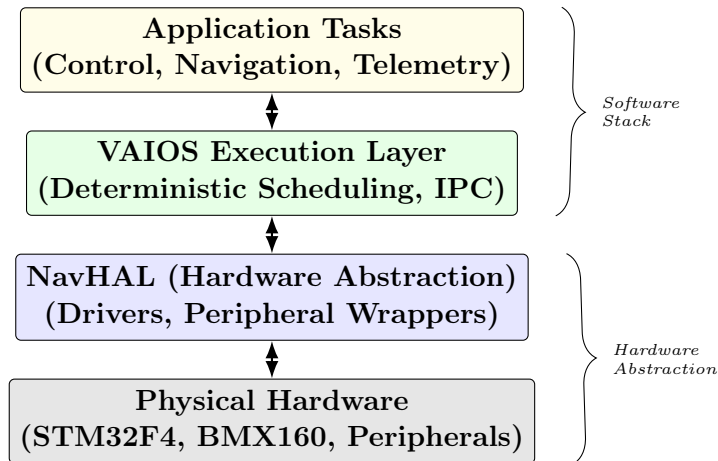 Application Tasks
(Control, Navigation, Telemetry)
Software
Stack
VAIOS Execution Layer
(Deterministic Scheduling, IPC)
NavHAL (Hardware Abstraction)
(Drivers, Peripheral Wrappers)
Hardware
Abstraction
Physical Hardware
(STM32F4, BMX160, Peripherals)